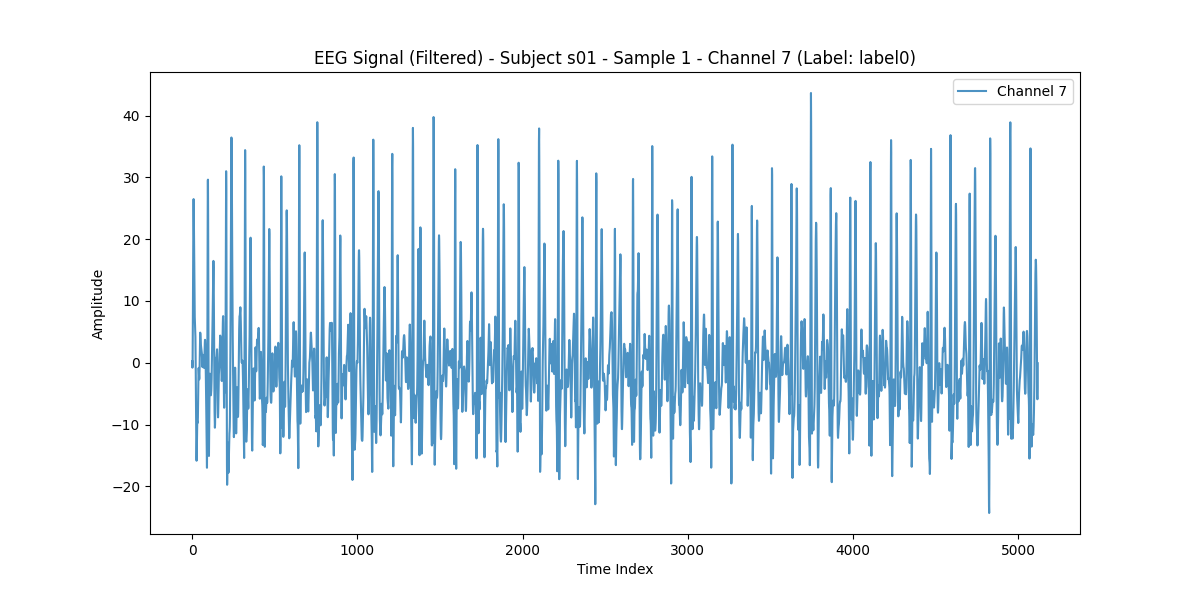 EEG Signal (Filtered) - Subject s01 - Sample 1 - Channel 7 (Label: label0)
Channel 7
Amplitude
40
30
20
10
0
−10
−20
0 1000 2000 3000 4000 5000
Time Index